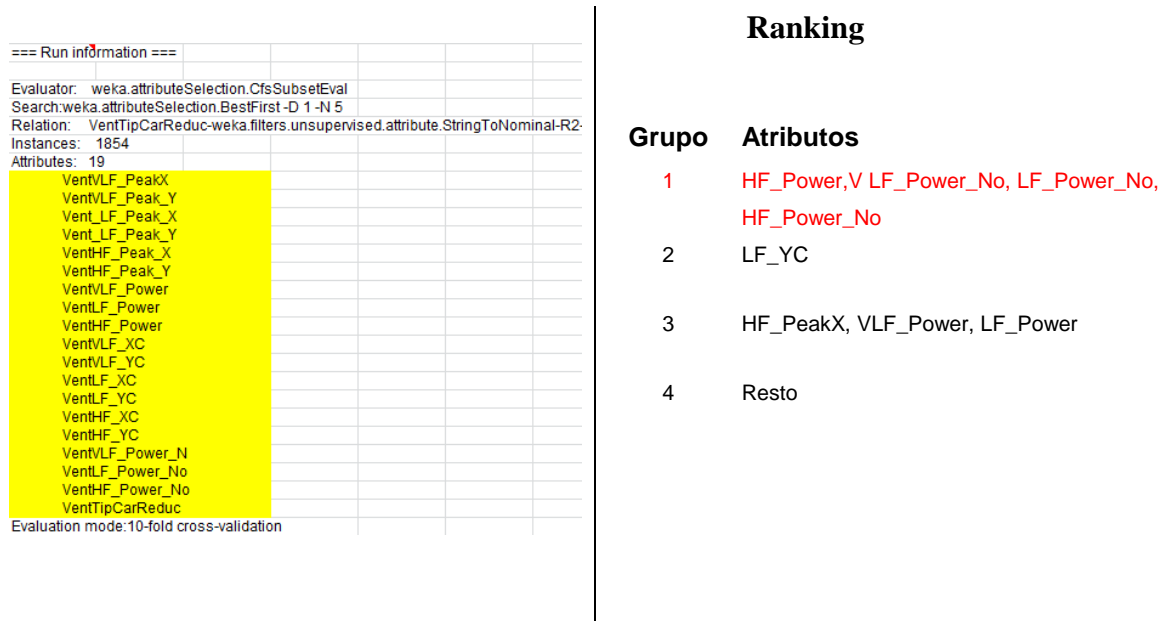 === Run information ===
Evaluator: weka.attributeSelection.CfsSubsetEval
Search:weka.attributeSelection.BestFirst -D 1 -N 5
Relation: VentTipCarReduc-weka.filters.unsupervised.attribute.StringToNominal-R2-
Instances: 1854
Attributes: 19
VentVLF_PeakX
VentVLF_Peak_Y
Vent_LF_Peak_X
Vent_LF_Peak_Y
VentHF_Peak_X
VentHF_Peak_Y
VentVLF_Power
VentLF_Power
VentHF_Power
VentVLF_XC
VentVLF_YC
VentLF_XC
VentLF_YC
VentHF_XC
VentHF_YC
VentVLF_Power_N
VentLF_Power_No
VentHF_Power_No
VentTipCarReduc
Evaluation mode:10-fold cross-validation
Ranking
Grupo Atributos
1 HF_Power,V LF_Power_No, LF_Power_No,
HF_Power_No
2 LF_YC
3 HF_PeakX, VLF_Power, LF_Power
4 Resto